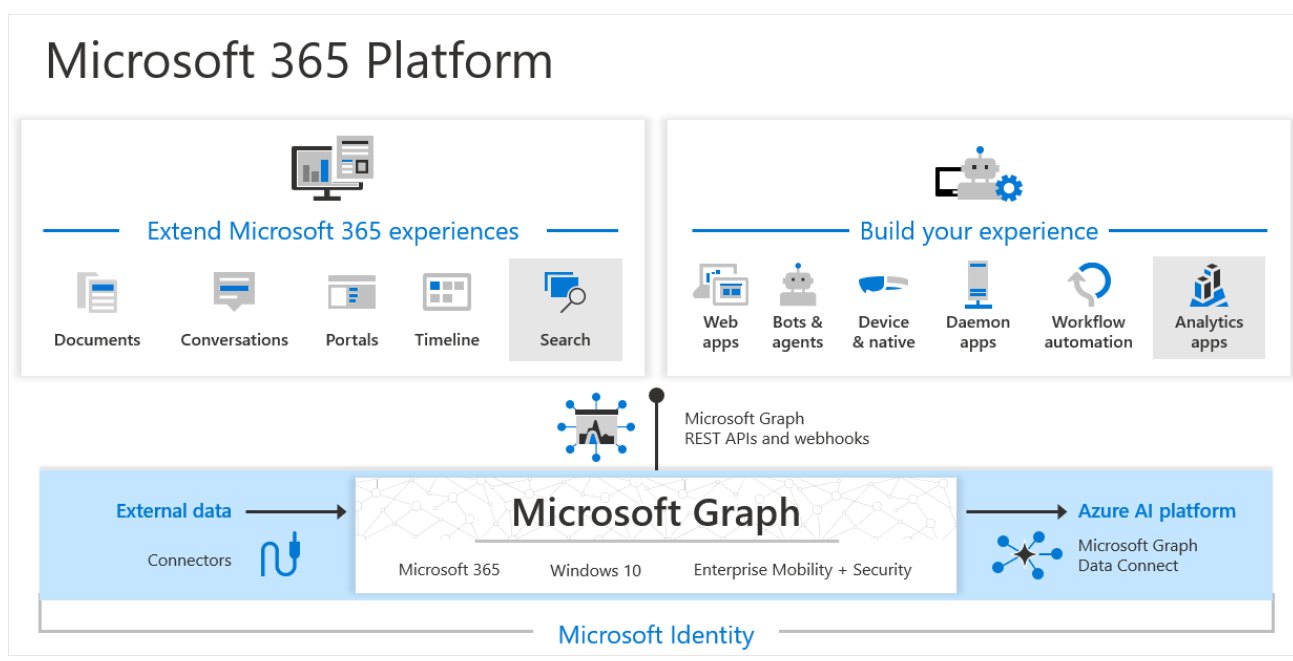 Microsoft 365 Platform
Extend Microsoft 365 experiences
Documents
Conversations
Portals
Timeline
Search
Build your experience
Web
apps
Bots &
agents
Device
& native
Daemon
apps
Workflow
automation
Analytics
apps
Microsoft Graph
REST APIs and webhooks
External data
Connectors
Microsoft Graph
Microsoft 365
Windows 10
Enterprise Mobility + Security
Azure AI platform
Microsoft Graph
Data Connect
Microsoft Identity